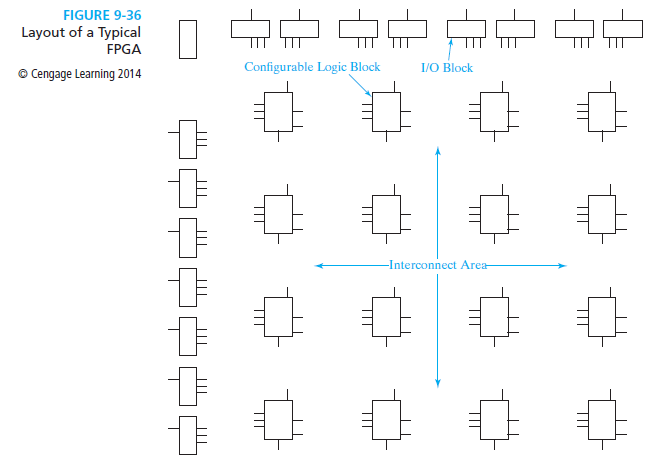 FIGURE 9-36
Layout of a Typical
FPGA
© Cengage Learning 2014
Configurable Logic Block
I/O Block
Interconnect Area